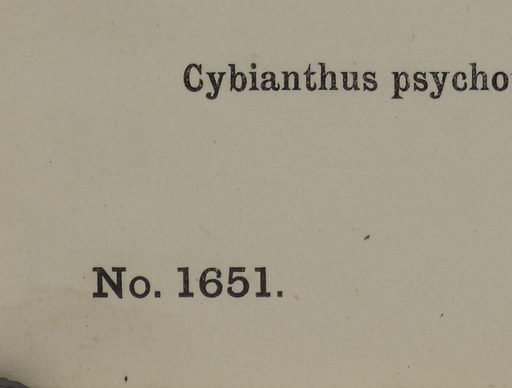 Cybianthus psycho
No. 1651.